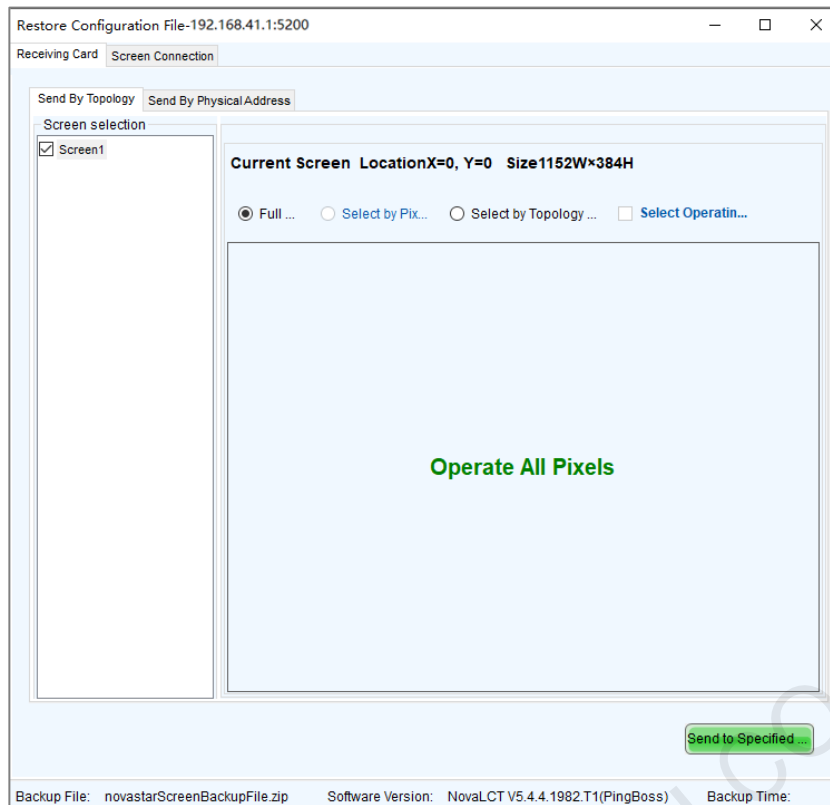 Restore Configuration File-192.168.41.1:5200
Receiving Card Screen Connection
Send By Topology Send By Physical Address
Screen selection
Screen1
Current Screen LocationX=0, Y=0 Size1152W×384H
Full ... Select by Pix... Select by Topology ... Select Operatin...
Operate All Pixels
Send to Specified ...
Backup File: novastarScreenBackupFile.zip Software Version: NovaLCT V5.4.4.1982.T1(PingBoss) Backup Time: